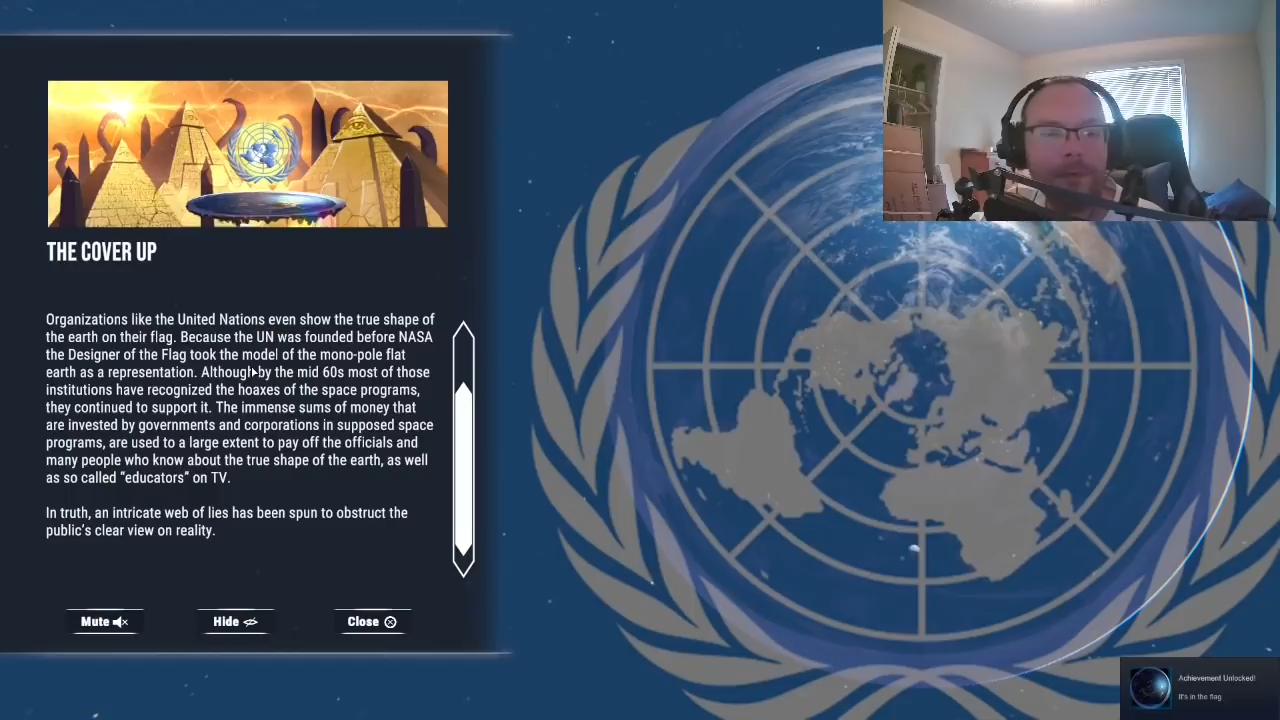 THE COVER UP
Organizations like the United Nations even show the true shape of
the earth on their flag. Because the UN was founded before NASA
the Designer of the Flag took the model of the mono-pole flat
earth as a representation. Although by the mid 60s most of those
institutions have recognized the hoaxes of the space programs,
they continued to support it. The immense sums of money that
are invested by governments and corporations in supposed space
programs, are used to a large extent to pay off the officials and
many people who know about the true shape of the earth, as well
as so called “educators” on TV.
In truth, an intricate web of lies has been spun to obstruct the
public’s clear view on reality.
Mute
Hide
Close
Achievement Unlocked!
It's in the flag